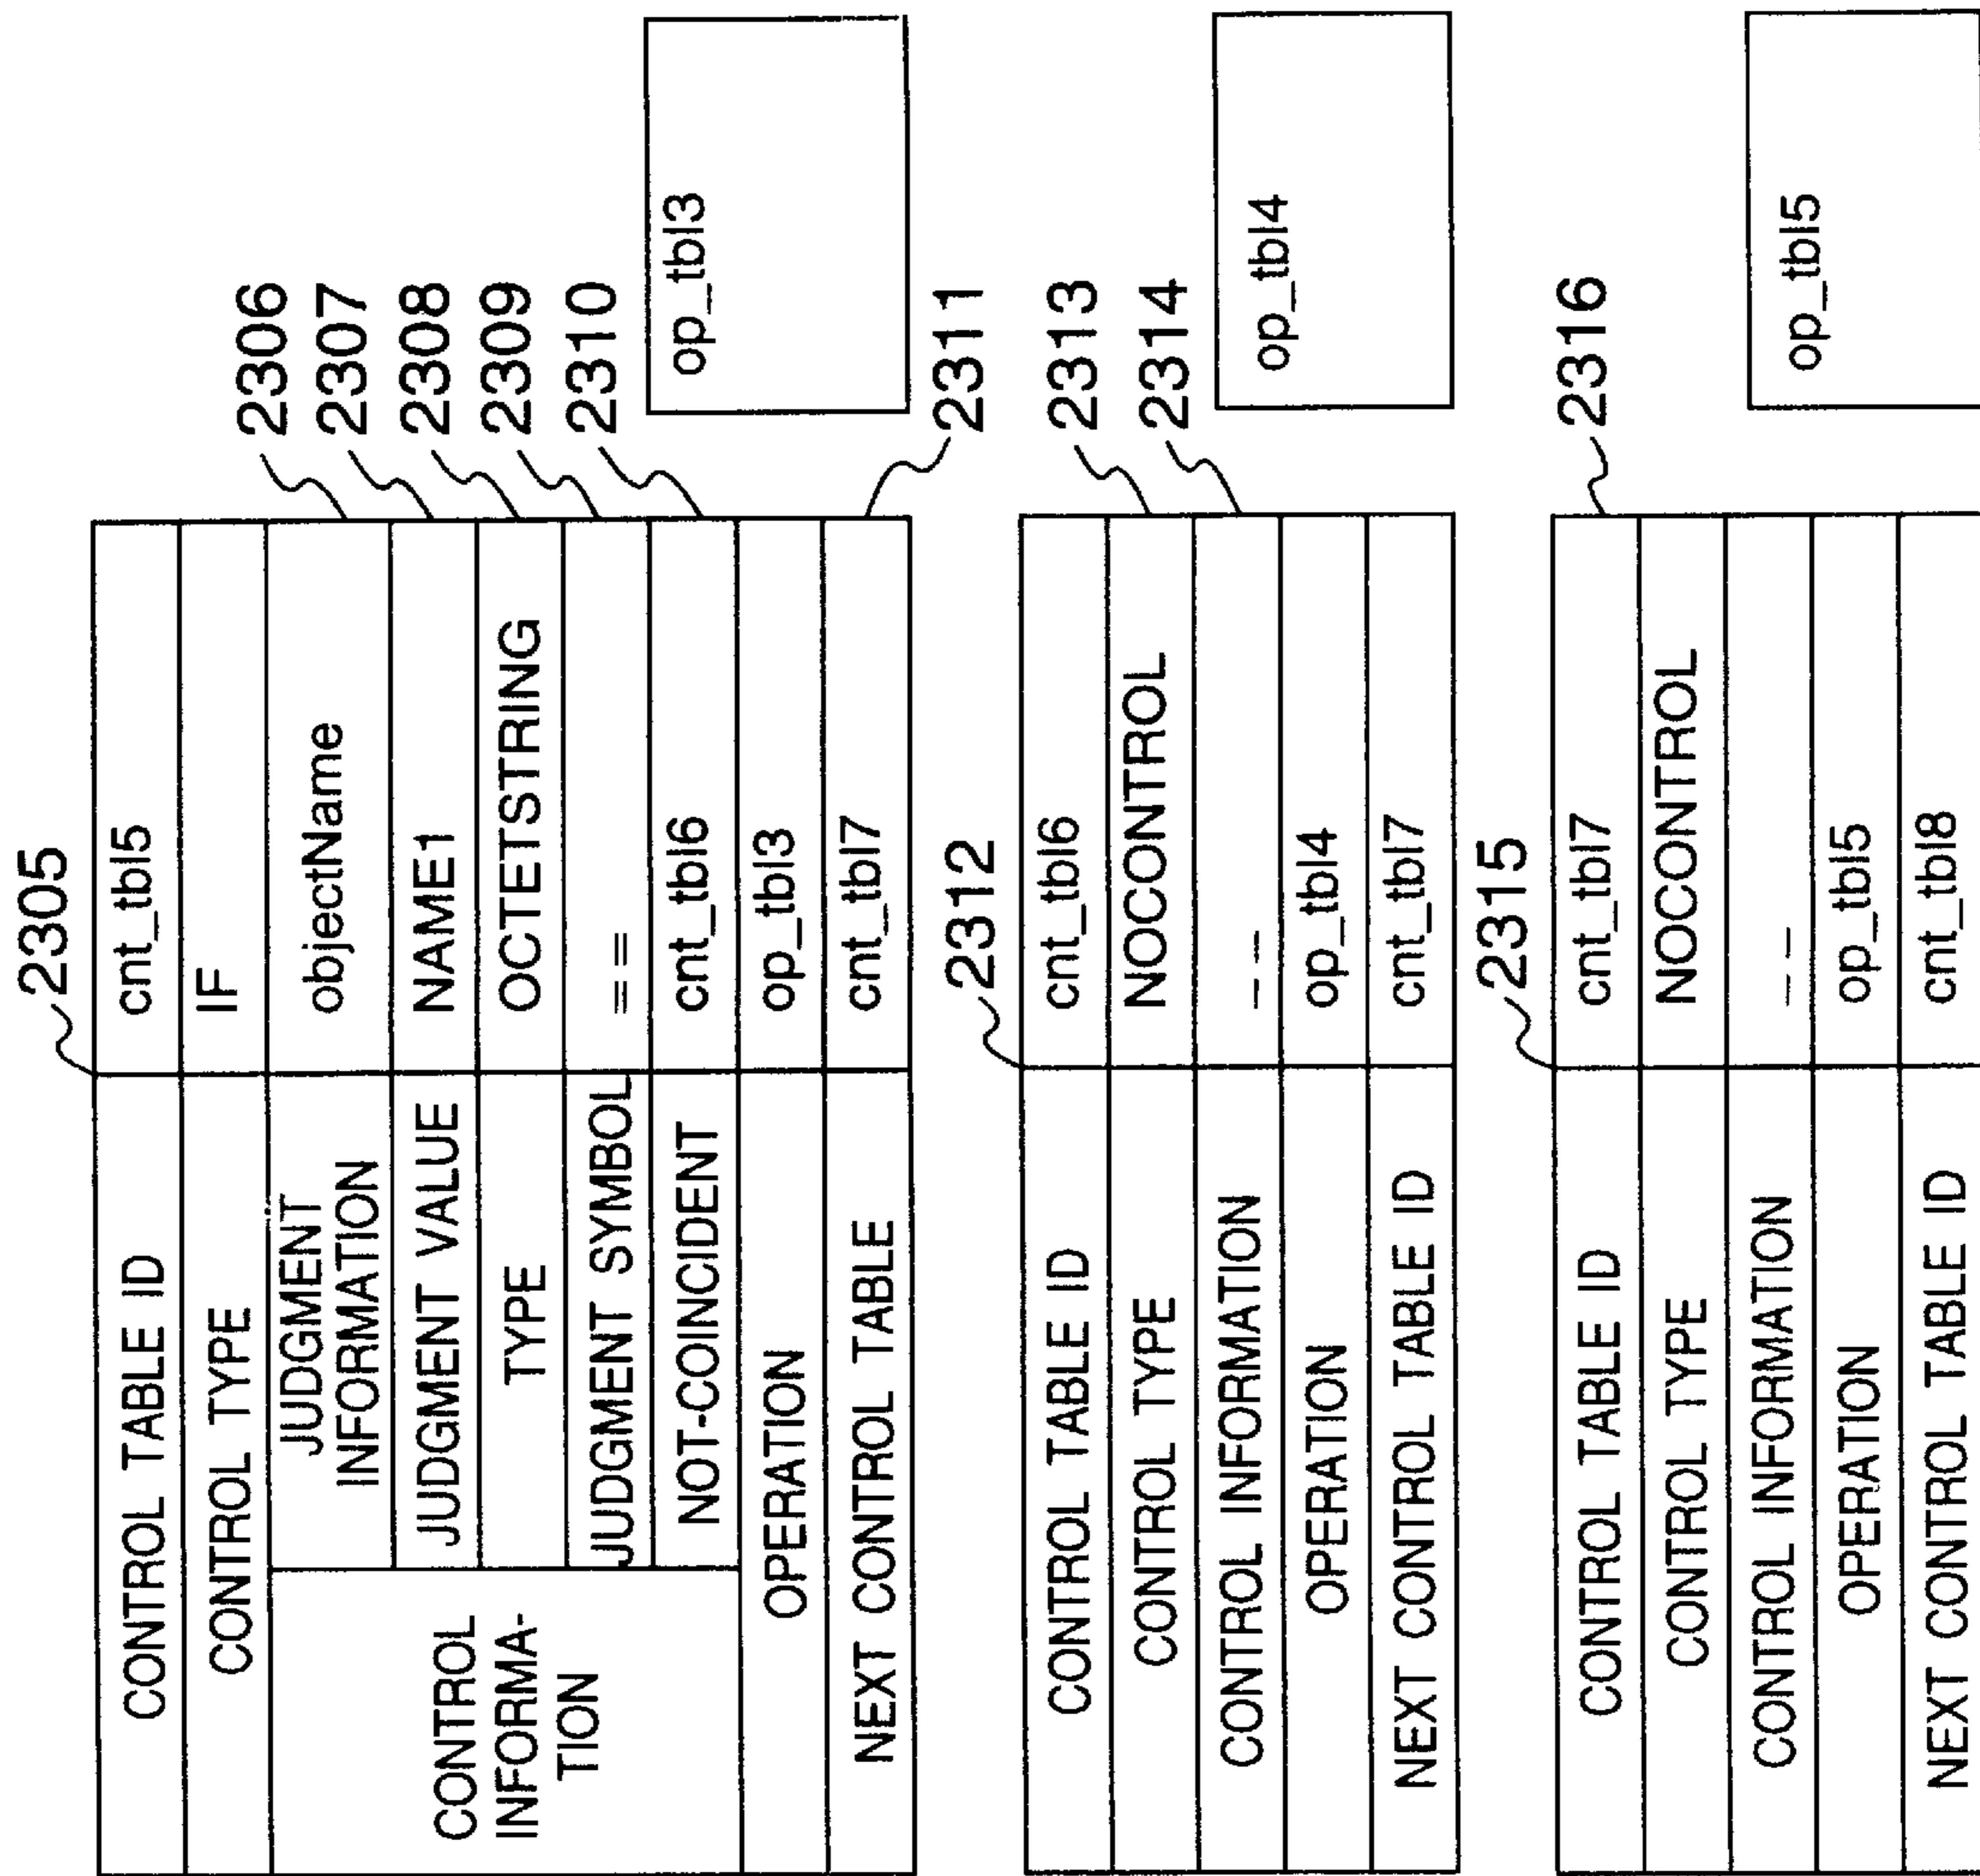 2305
CONTROL TABLE ID cnt_tbl5
CONTROL TYPE IF
CONTROL
INFORMA-
TION
JUDGMENT
INFORMATION
objectName
2306
JUDGMENT VALUE NAME1
2307
TYPE OCTETSTRING
2308
JUDGMENT SYMBOL ==
2309
NOT-COINCIDENT cnt_tbl6
2310
OPERATION op_tbl3
NEXT CONTROL TABLE cnt_tbl7
2311
op_tbl3
2312
CONTROL TABLE ID cnt_tbl6
CONTROL TYPE NOCONTROL
2313
CONTROL INFORMATION --
2314
OPERATION op_tbl4
NEXT CONTROL TABLE ID cnt_tbl7
op_tbl4
2315
CONTROL TABLE ID cnt_tbl7
2316
CONTROL TYPE NOCONTROL
CONTROL INFORMATION --
OPERATION op_tbl5
NEXT CONTROL TABLE ID cnt_tbl8
op_tbl5